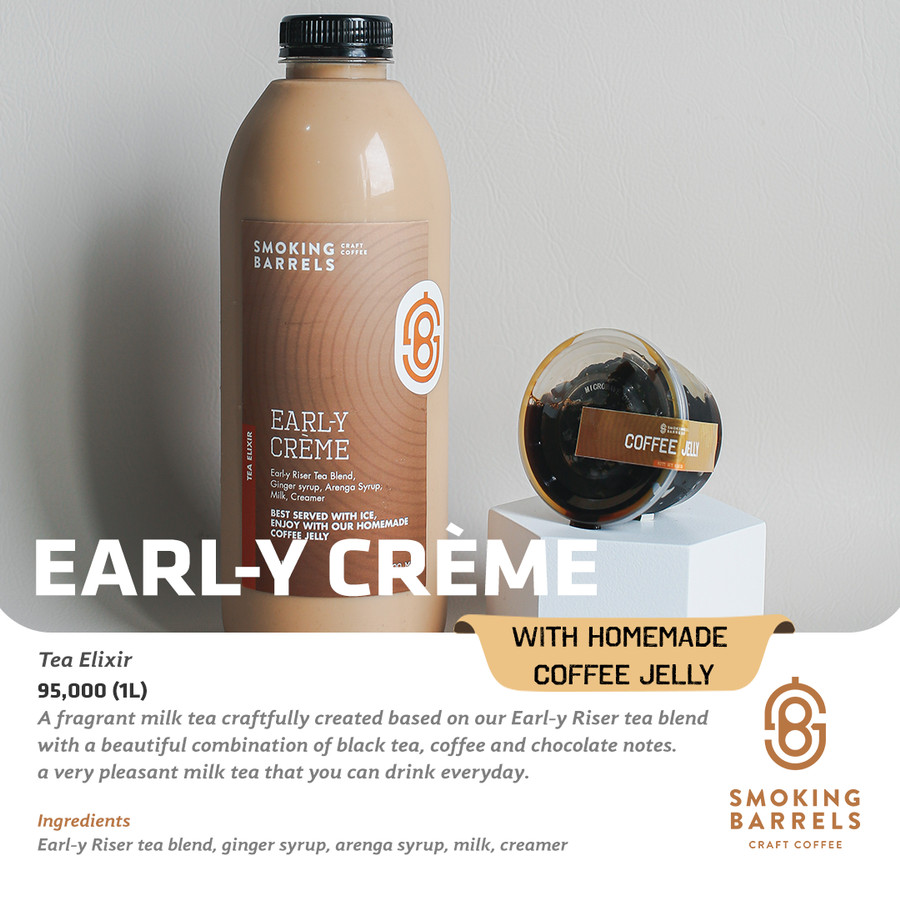 SMOKING
BARRELS
CRAFT
COFFEE
EARL-Y
CRÈME
TEA ELIXIR
Earl-y Riser Tea Blend,
Ginger syrup, Arenga Syrup,
Milk, Creamer
BEST SERVED WITH ICE,
ENJOY WITH OUR HOMEMADE
COFFEE JELLY
SMOKING
BARRELS
COFFEE JELLY
EARL-Y CRÈME
WITH HOMEMADE
COFFEE JELLY
Tea Elixir
95,000 (1L)
A fragrant milk tea craftfully created based on our Earl-y Riser tea blend
with a beautiful combination of black tea, coffee and chocolate notes.
a very pleasant milk tea that you can drink everyday.
Ingredients
Earl-y Riser tea blend, ginger syrup, arenga syrup, milk, creamer
SMOKING
BARRELS
CRAFT COFFEE